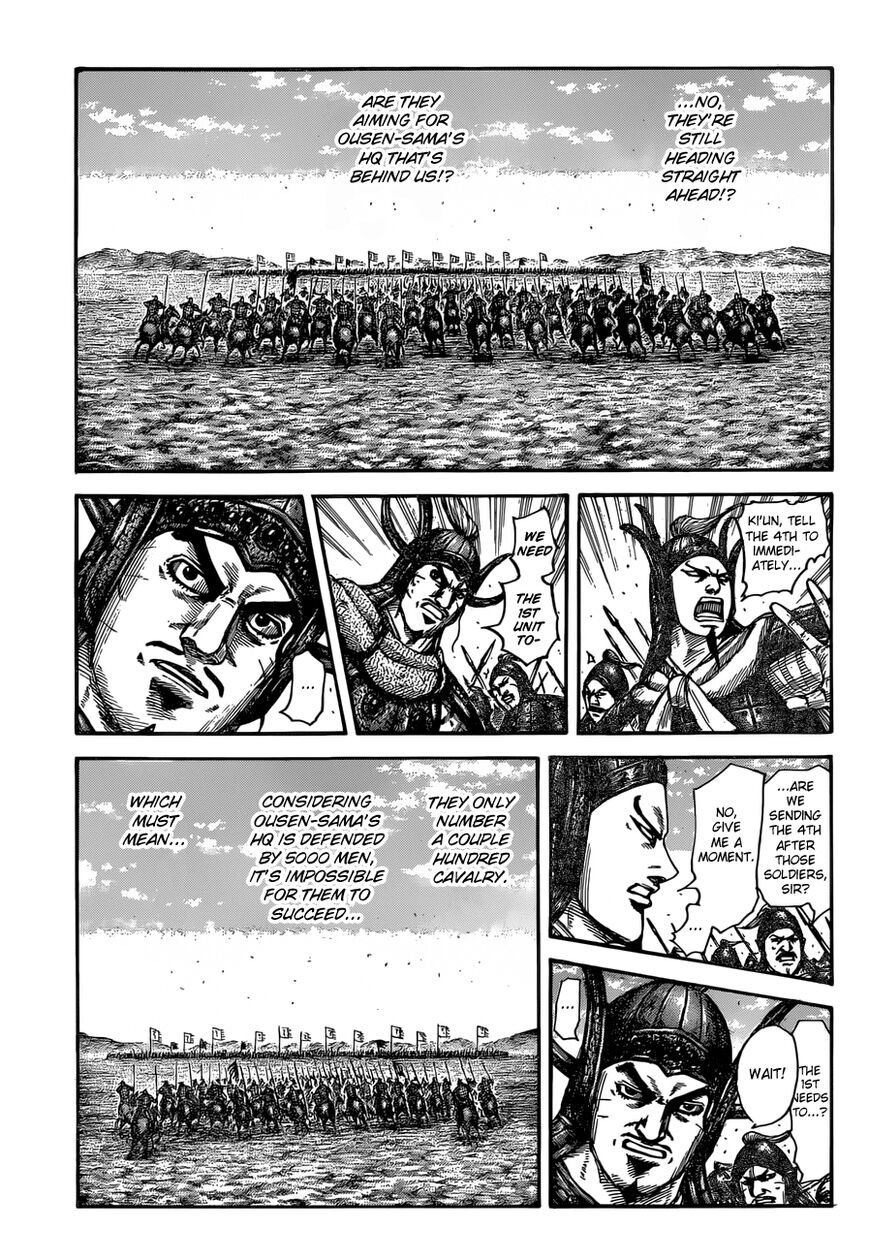 ...NO,
THEY'RE
STILL
HEADING
STRAIGHT
AHEAD!?
ARE THEY
AIMING FOR
OUSEN-SAMA'S
HQ THAT'S
BEHIND US!?
KI'UN, TELL
THE 4TH TO
IMMEDI-
ATELY...
WE
NEED
THE
1ST
UNIT TO-
...
...ARE
WE
SENDING
THE 4TH
AFTER
THOSE
SOLDIERS,
SIR?
NO,
GIVE
ME A
MOMENT.
...
THE
1ST
NEEDS
TO...?
WAIT!
...
THEY ONLY
NUMBER
A COUPLE
HUNDRED
CAVALRY.
CONSIDERING
OUSEN-SAMA'S
HQ IS DEFENDED
BY 5000 MEN,
IT'S IMPOSSIBLE
FOR THEM TO
SUCCEED...
WHICH
MUST
MEAN...